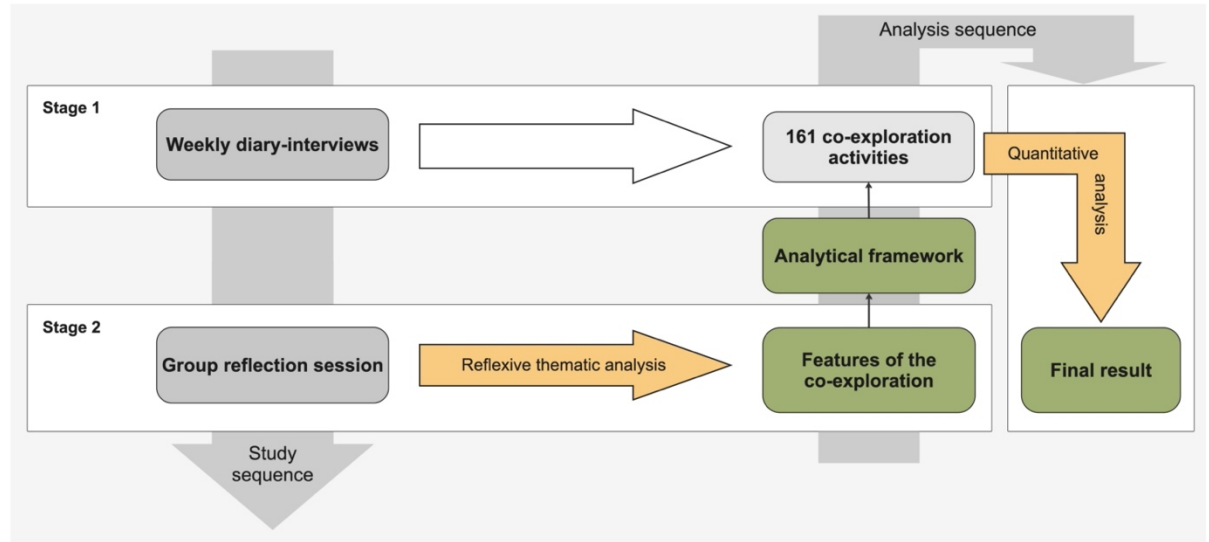 Analysis sequence
Stage 1
Weekly diary-interviews
161 co-exploration
activities
Quantitative
analysis
Analytical framework
Stage 2
Group reflection session
Reflexive thematic analysis
Features of the
co-exploration
Final result
Study
sequence